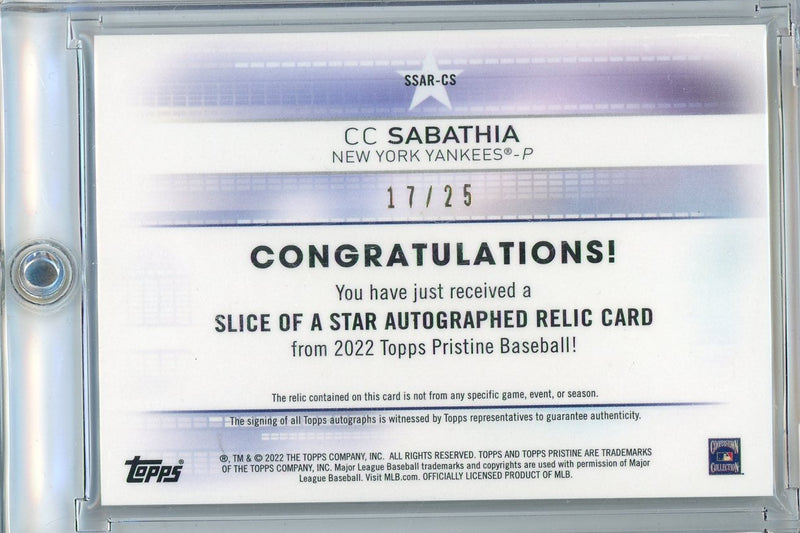 SSAR-CS
CC SABATHIA
NEW YORK YANKEES®-P
17/25
CONGRATULATIONS!
You have just received a
SLICE OF A STAR AUTOGRAPHED RELIC CARD
from 2022 Topps Pristine Baseball!
The relic contained on this card is not from any specific game, event, or season.
The signing of all Topps autographs is witnessed by Topps representatives to guarantee authenticity.
topps®
®, TM & © 2022 THE TOPPS COMPANY, INC. ALL RIGHTS RESERVED. TOPPS AND TOPPS PRISTINE ARE TRADEMARKS
OF THE TOPPS COMPANY, INC. Major League Baseball trademarks and copyrights are used with permission of Major
League Baseball. Visit MLB.com. OFFICIALLY LICENSED PRODUCT OF MLB.
COOPERSTOWN
COLLECTION